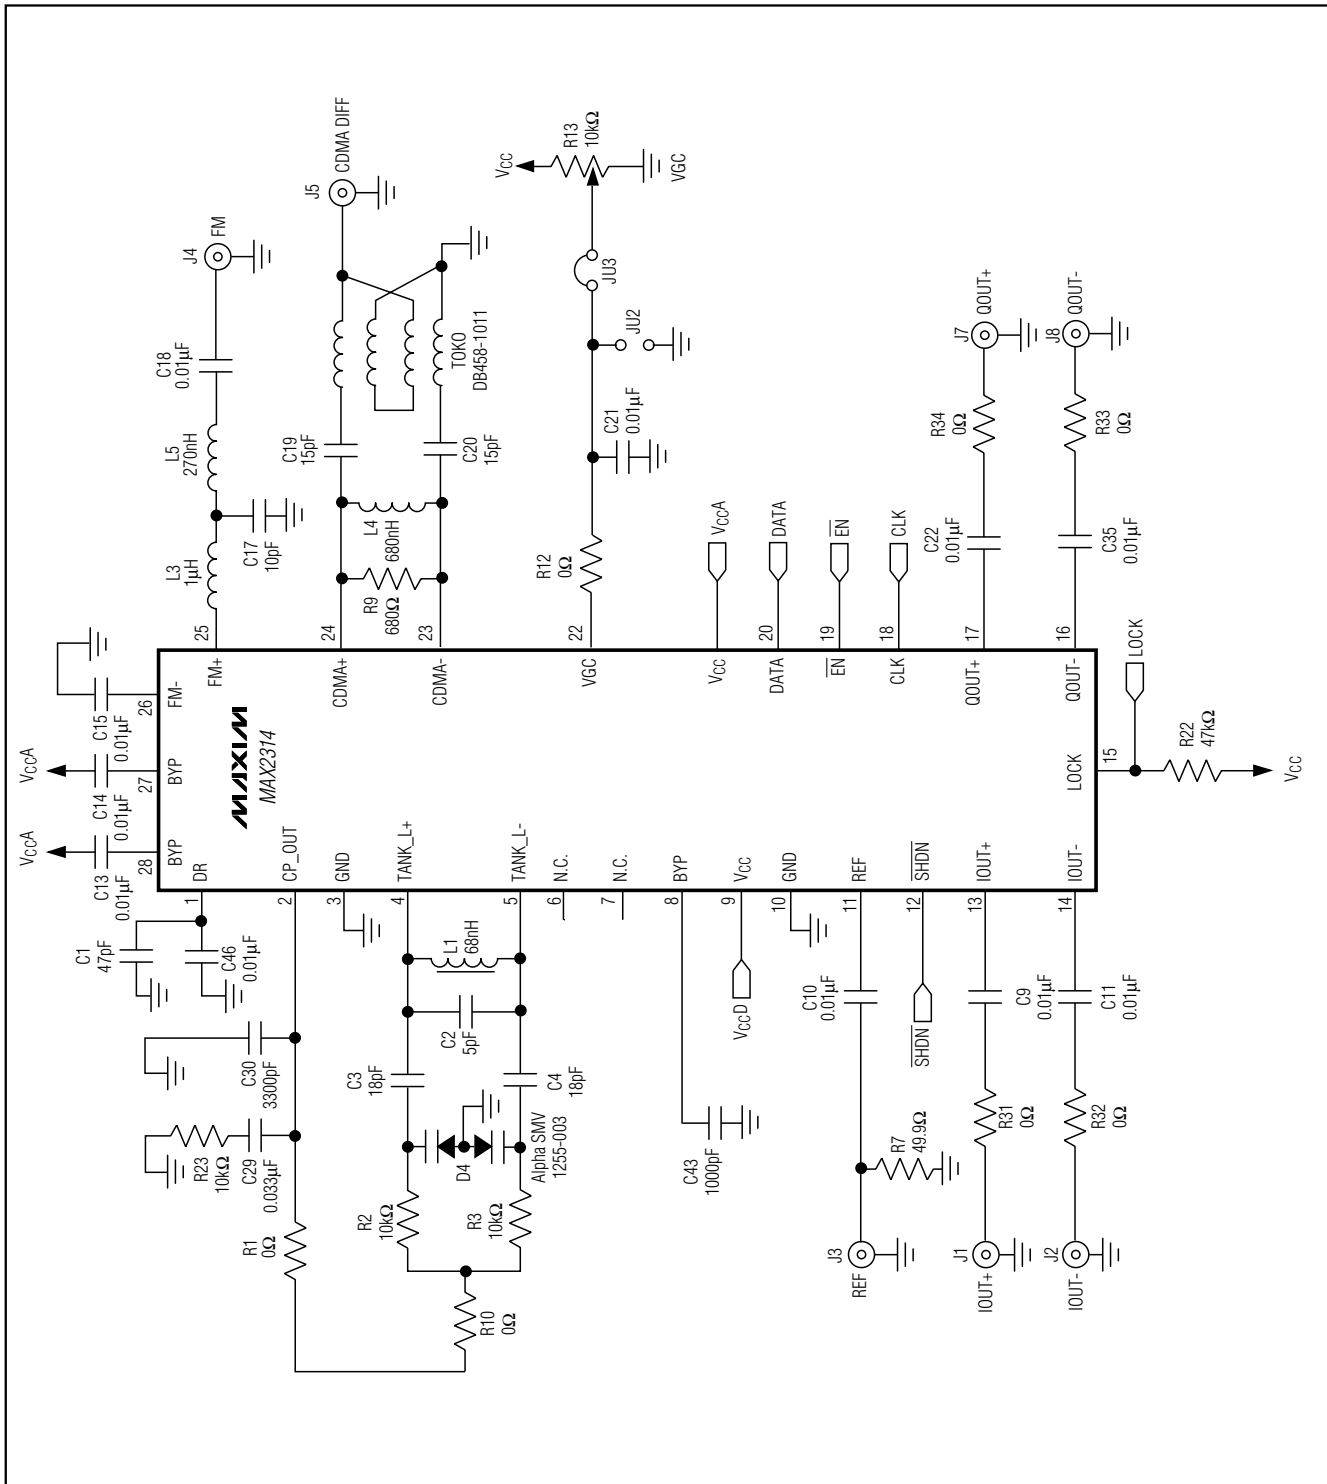 VCCA
VCCA
C13
0.01µF
C14
0.01µF
C15
0.01µF
28
27
26
BYP
BYP
FM-
MAXIM
MAX2314
C1
47pF
C46
0.01µF
1
DR
C30
3300pF
R23
10kΩ
C29
0.033µF
R1
0Ω
2
CP_OUT
3
GND
4
TANK_L+
L1
68nH
C2
5pF
C3
18pF
C4
18pF
D4
Alpha SMV
1255-003
R2
10kΩ
R3
10kΩ
R10
0Ω
5
TANK_L-
6
N.C.
7
N.C.
8
BYP
C43
1000pF
9
VCC
VCCD
10
GND
11
REF
C10
0.01µF
R7
49.9Ω
J3
REF
12
SHDN
SHDN
13
IOUT+
C9
0.01µF
R31
0Ω
J1
IOUT+
14
IOUT-
C11
0.01µF
R32
0Ω
J2
IOUT-
25
FM+
L3
1µH
C17
10pF
L5
270nH
C18
0.01µF
J4
FM
24
CDMA+
23
CDMA-
R9
680Ω
L4
680nH
C19
15pF
C20
15pF
TOKO
DB458-1011
J5
CDMA DIFF
22
VGC
R12
0Ω
C21
0.01µF
JU2
JU3
VCC
R13
10kΩ
VGC
VCC
VCCA
20
DATA
DATA
19
EN
EN
18
CLK
CLK
17
QOUT+
C22
0.01µF
R34
0Ω
J7
QOUT+
16
QOUT-
C35
0.01µF
R33
0Ω
J8
QOUT-
15
LOCK
LOCK
R22
47kΩ
VCC